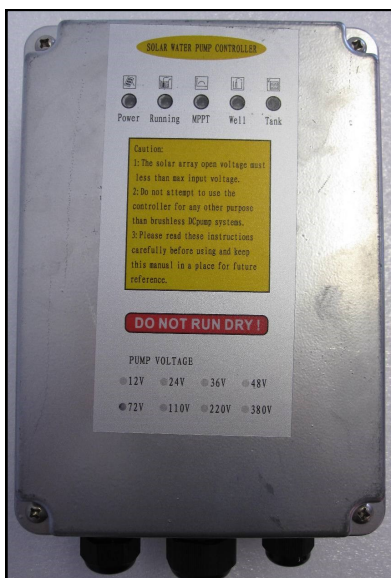 SOLAR WATER PUMP CONTROLLER
Power Running MPPT Well Tank
Caution:
1:The solar array open voltage must
less than max input voltage.
2:Do not attempt to use the
controller for any other purpose
than brushless DCpump systems.
3:Please read these instructions
carefully before using and keep
this manual in a place for future
reference.
DO NOT RUN DRY!
PUMP VOLTAGE
12V 24V 36V 48V
72V 110V 220V 380V